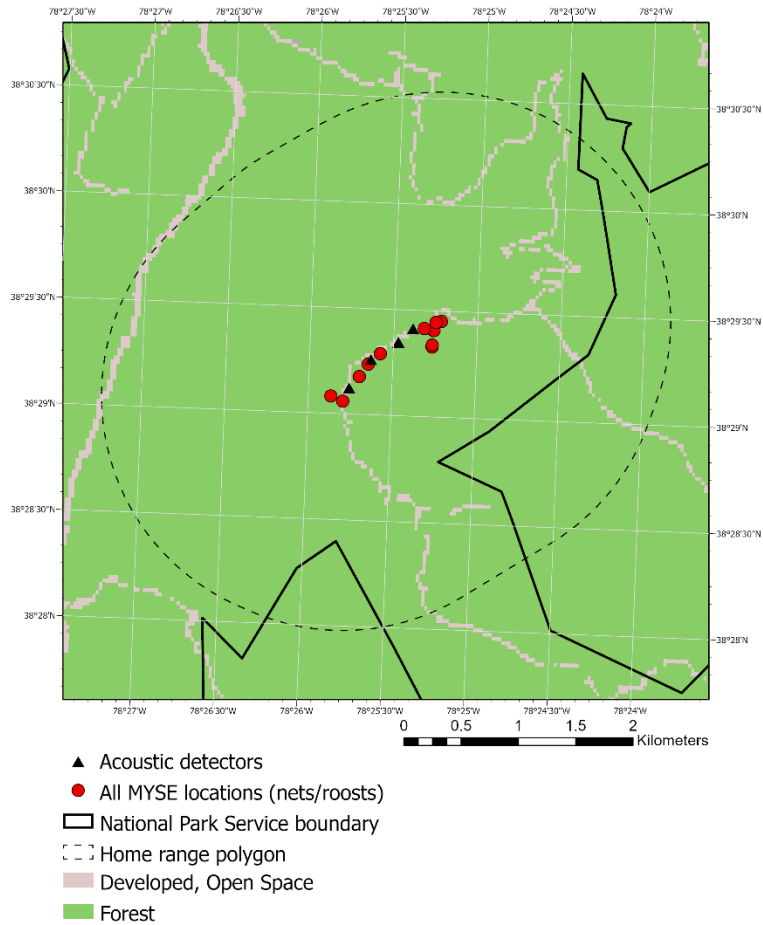 78°27'30"W 78°27'W 78°26'30"W 78°26'W 78°25'30"W 78°25'W 78°24'30"W 78°24'W
38°30'30"N
38°30'30"N
38°30'N
38°30'N
38°29'30"N
38°29'30"N
38°29'N
38°29'N
38°28'30"N
38°28'30"N
38°28'N
38°28'N
78°27'W 78°26'30"W 78°26'W 78°25'30"W 78°25'W 78°24'30"W 78°24'W
0 0.5 1 1.5 2
Kilometers
Acoustic detectors
All MYSE locations (nets/roosts)
National Park Service boundary
Home range polygon
Developed, Open Space
Forest